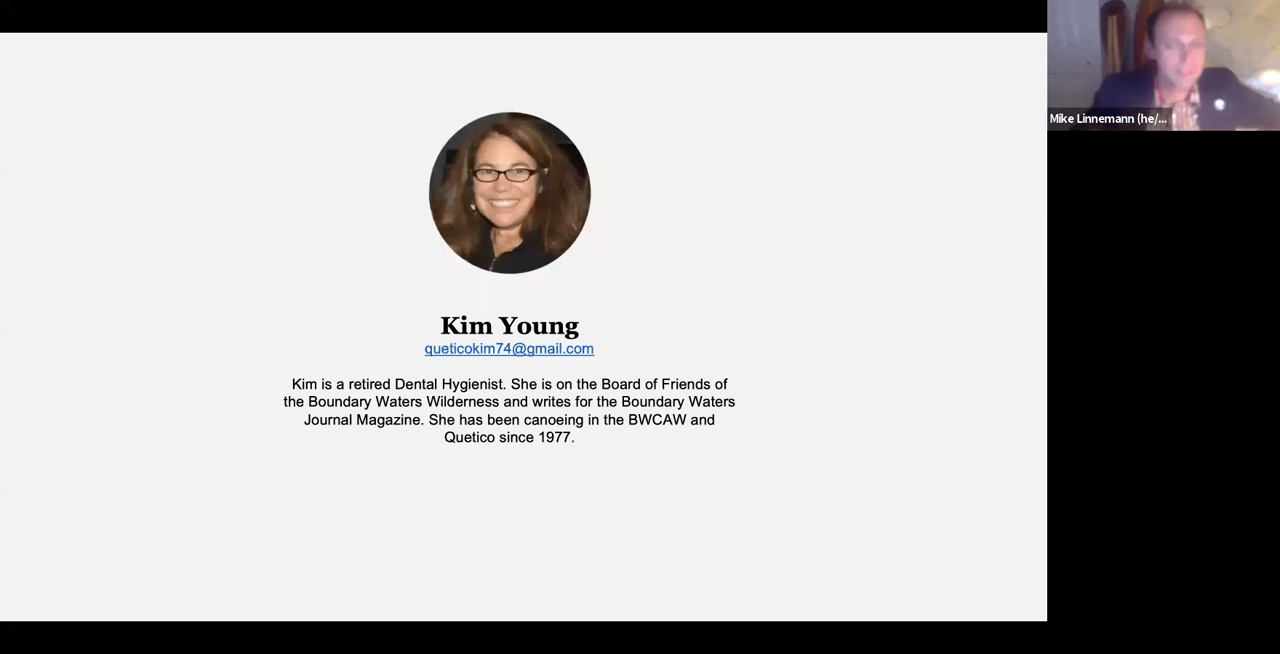 Kim Young
queticokim74@gmail.com
Kim is a retired Dental Hygienist. She is on the Board of Friends of
the Boundary Waters Wilderness and writes for the Boundary Waters
Journal Magazine. She has been canoeing in the BWCAW and
Quetico since 1977.
Mike Linnemann (he/...